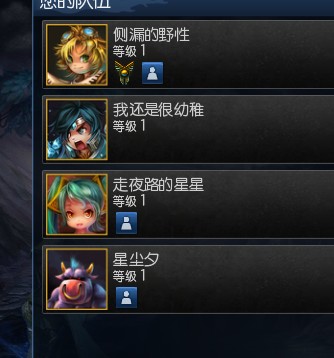 您的队伍
侧漏的野性
等级 1
我还是很幼稚
等级 1
走夜路的星星
等级 1
星尘夕
等级 1